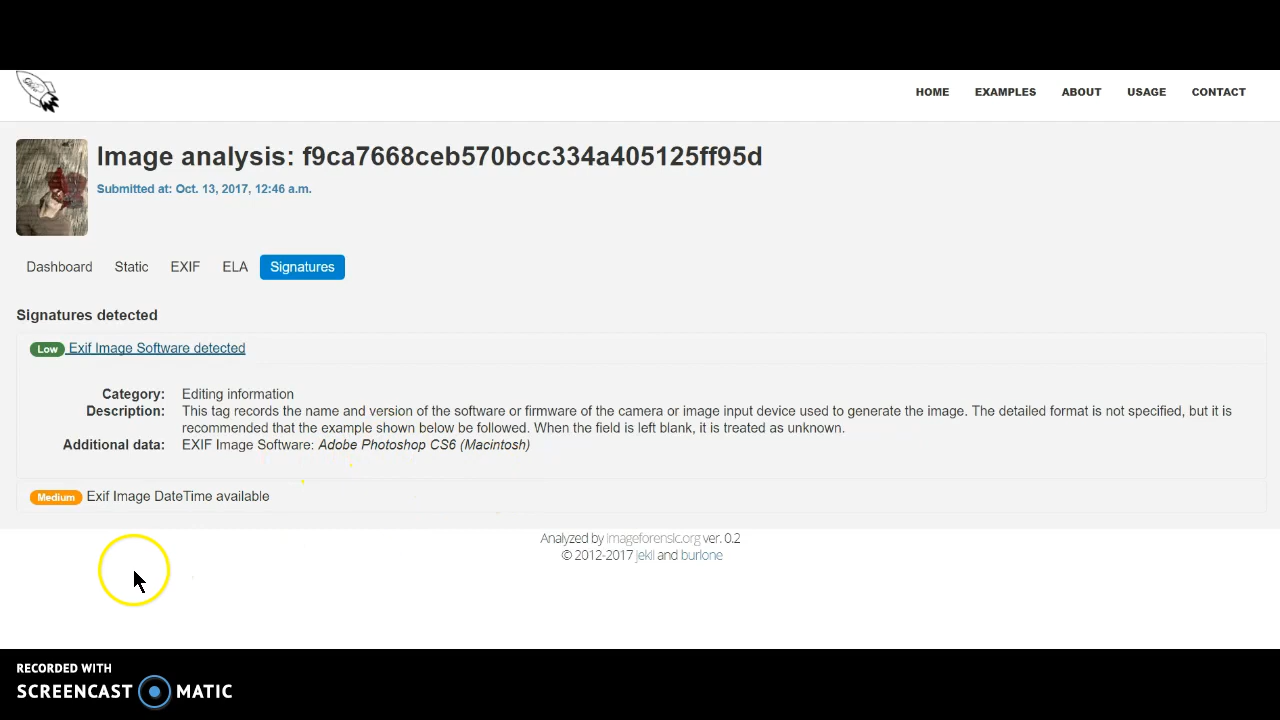 HOME EXAMPLES ABOUT USAGE CONTACT
Image analysis: f9ca7668ceb570bcc334a405125ff95d
Submitted at: Oct. 13, 2017, 12:46 a.m.
Dashboard Static EXIF ELA Signatures
Signatures detected
Low Exif Image Software detected
Category: Editing information
Description: This tag records the name and version of the software or firmware of the camera or image input device used to generate the image. The detailed format is not specified, but it is
recommended that the example shown below be followed. When the field is left blank, it is treated as unknown.
Additional data: EXIF Image Software: Adobe Photoshop CS6 (Macintosh)
Medium Exif Image DateTime available
Analyzed by imageforensic.org ver. 0.2
© 2012-2017 jekil and burlone
RECORDED WITH
SCREENCAST MATIC